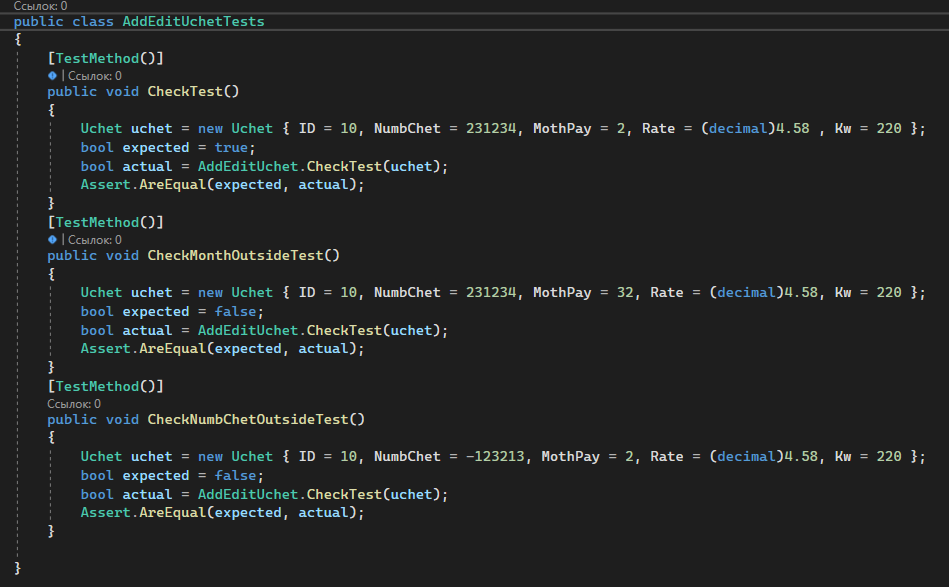 Ссылок: 0
public class AddEditUchetTests
{
[TestMethod()]
| Ссылок: 0
public void CheckTest()
{
Uchet uchet = new Uchet { ID = 10, NumbChet = 231234, MothPay = 2, Rate = (decimal)4.58 , Kw = 220 };
bool expected = true;
bool actual = AddEditUchet.CheckTest(uchet);
Assert.AreEqual(expected, actual);
}
[TestMethod()]
| Ссылок: 0
public void CheckMonthOutsideTest()
{
Uchet uchet = new Uchet { ID = 10, NumbChet = 231234, MothPay = 32, Rate = (decimal)4.58, Kw = 220 };
bool expected = false;
bool actual = AddEditUchet.CheckTest(uchet);
Assert.AreEqual(expected, actual);
}
[TestMethod()]
Ссылок: 0
public void CheckNumbChetOutsideTest()
{
Uchet uchet = new Uchet { ID = 10, NumbChet = -123213, MothPay = 2, Rate = (decimal)4.58, Kw = 220 };
bool expected = false;
bool actual = AddEditUchet.CheckTest(uchet);
Assert.AreEqual(expected, actual);
}
}